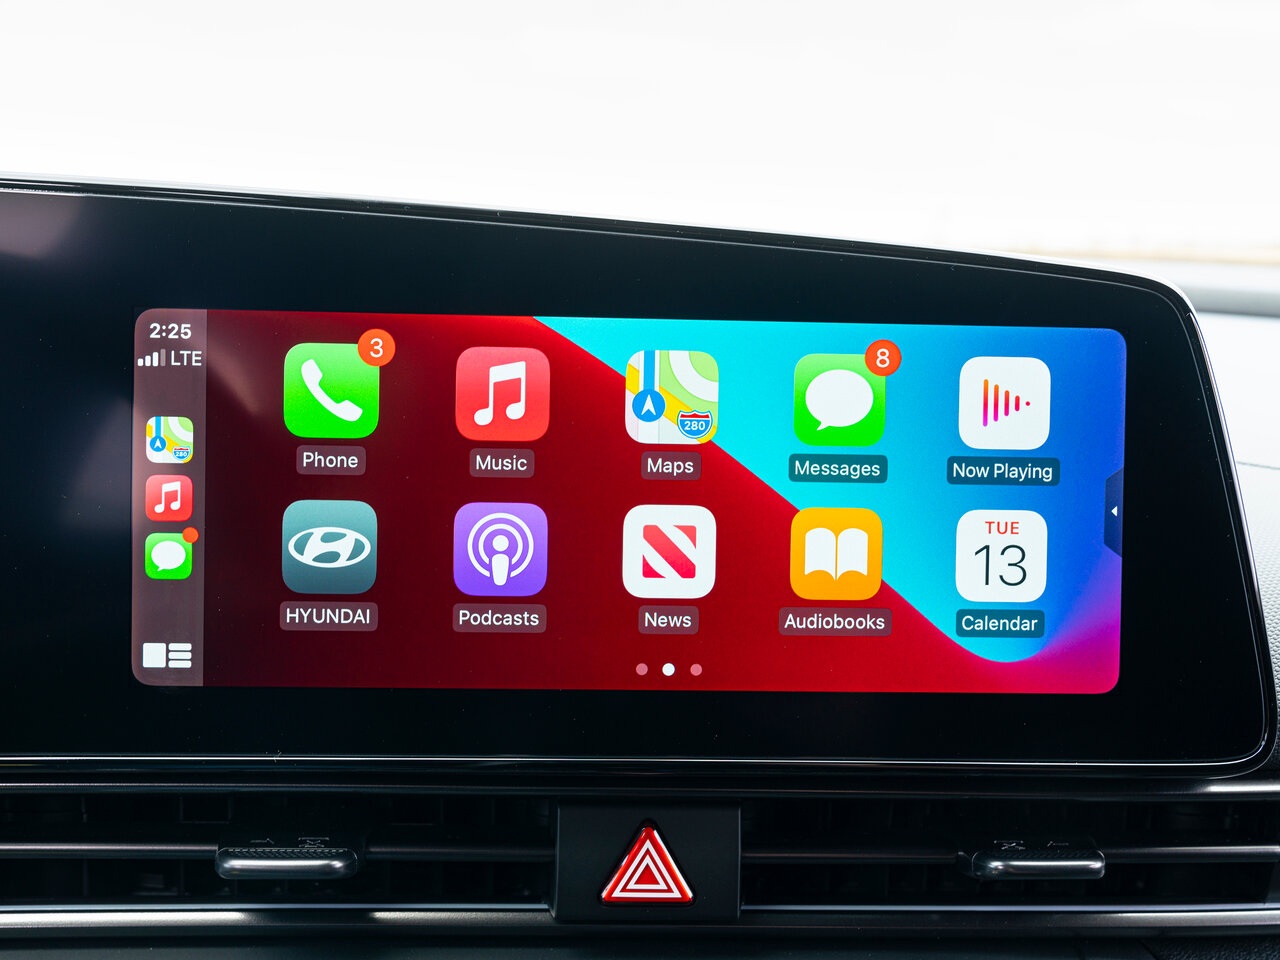 2:25
LTE
3
8
280
280
Phone
Music
Maps
Messages
Now Playing
TUE
13
HYUNDAI
Podcasts
News
Audiobooks
Calendar